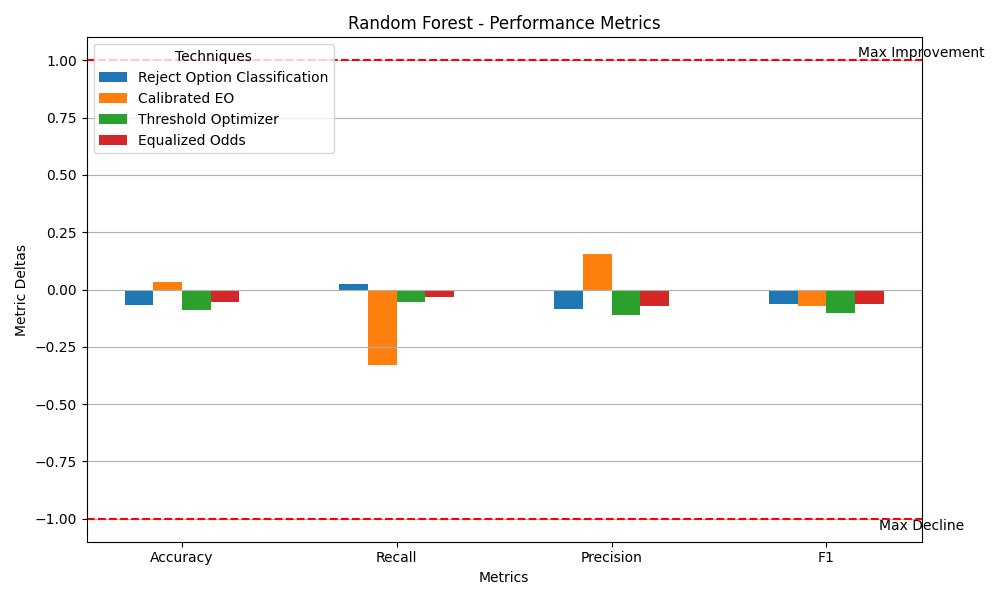 Random Forest - Performance Metrics
Max Improvement
Techniques
Reject Option Classification
Calibrated EO
Threshold Optimizer
Equalized Odds
Metric Deltas
1.00
0.75
0.50
0.25
0.00
−0.25
−0.50
−0.75
−1.00
Max Decline
Accuracy
Recall
Precision
F1
Metrics